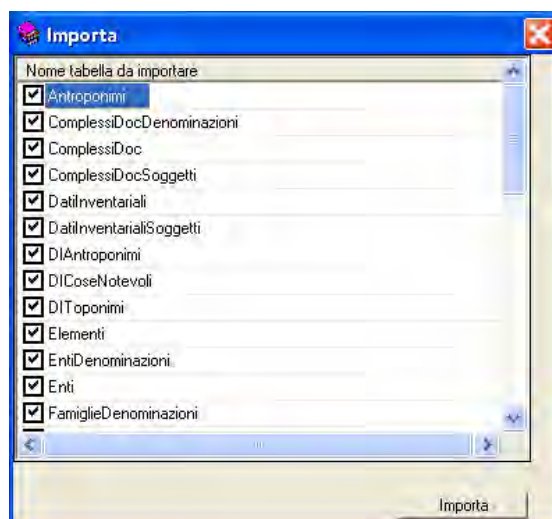 Importa
Nome tabella da importare
Antroponimi
ComplessiDocDenominazioni
ComplessiDoc
ComplessiDocSoggetti
DatiInventariali
DatiInventarialiSoggetti
DIAntroponimi
DICoseNotevoli
DIToponimi
Elementi
EntiDenominazioni
Enti
FamiglieDenominazioni
Importa